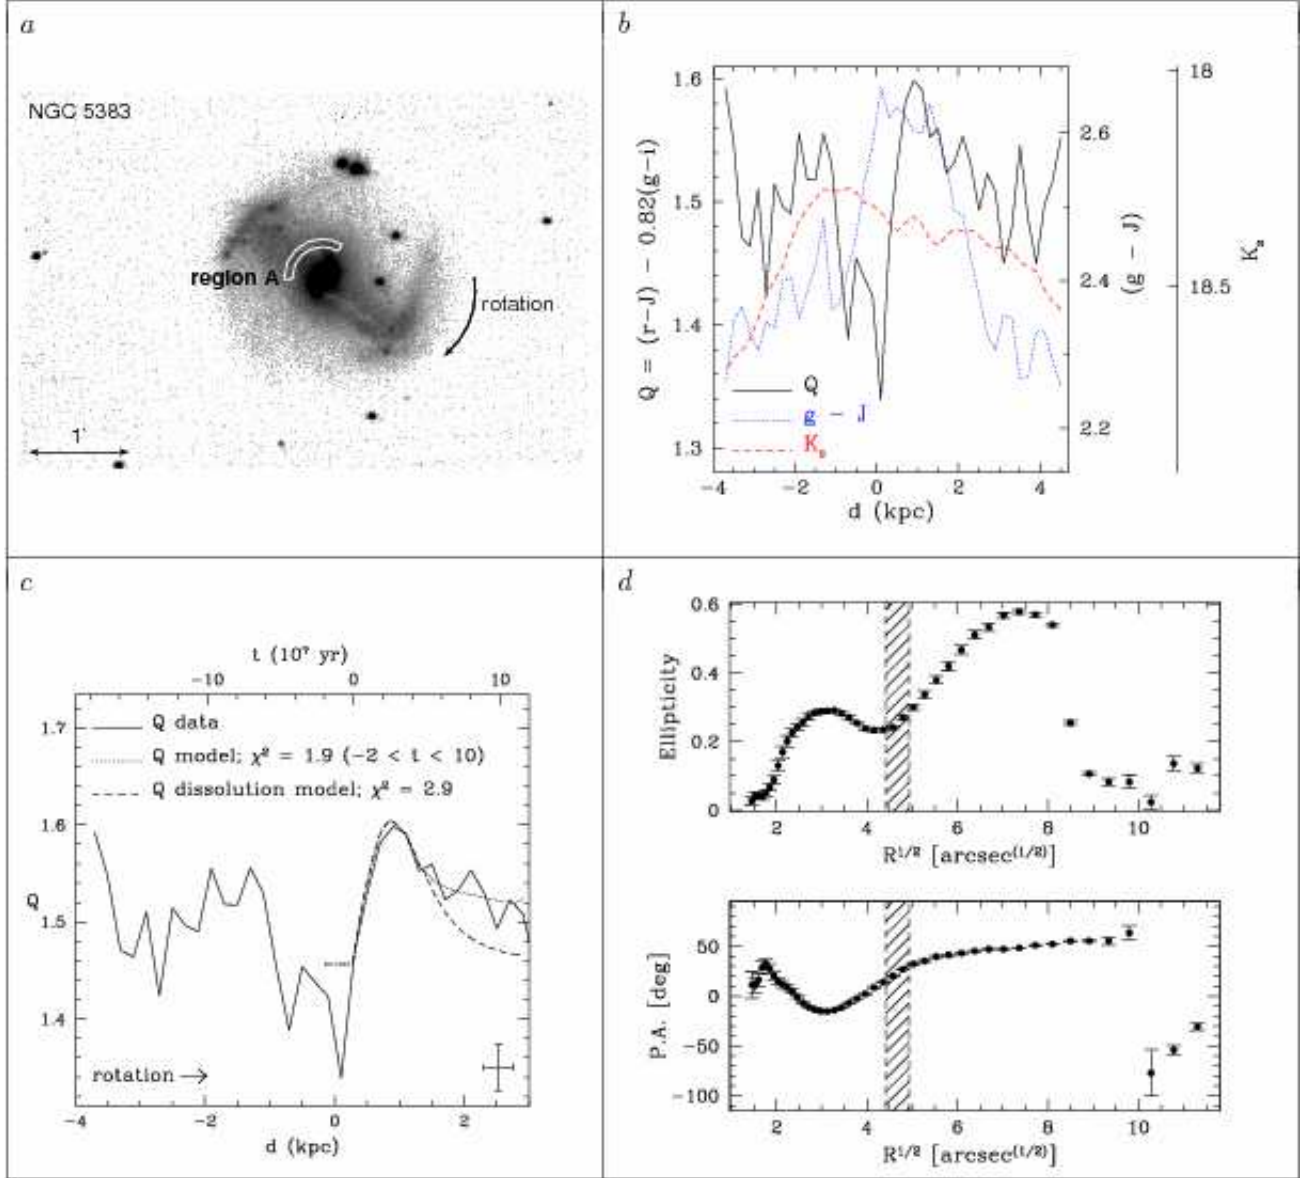 a
NGC 5383
region A
rotation
1'
b
1.6
1.5
1.4
1.3
Q = (r-J) - 0.82(g-i)
Q
g - J
K_s
-4
-2
0
2
4
d (kpc)
2.6
2.4
2.2
(g - J)
18
18.5
K_s
c
t (10⁷ yr)
-10
0
10
1.7
1.6
1.5
1.4
Q
Q data
Q model; χ² = 1.9 (-2 < t < 10)
Q dissolution model; χ² = 2.9
rotation
-4
-2
0
2
d (kpc)
d
0.6
0.4
0.2
0
Ellipticity
2
4
6
8
10
R^{1/2} [arcsec^{(1/2)}]
50
0
-50
-100
P.A. [deg]
2
4
6
8
10
R^{1/2} [arcsec^{(1/2)}]